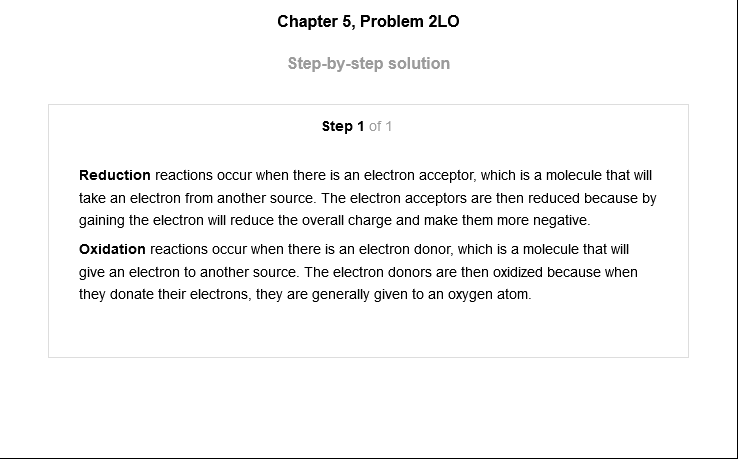 Chapter 5, Problem 2LO
Step-by-step solution
Step 1 of 1
Reduction reactions occur when there is an electron acceptor, which is a molecule that will
take an electron from another source. The electron acceptors are then reduced because by
gaining the electron will reduce the overall charge and make them more negative.
Oxidation reactions occur when there is an electron donor, which is a molecule that will
give an electron to another source. The electron donors are then oxidized because when
they donate their electrons, they are generally given to an oxygen atom.